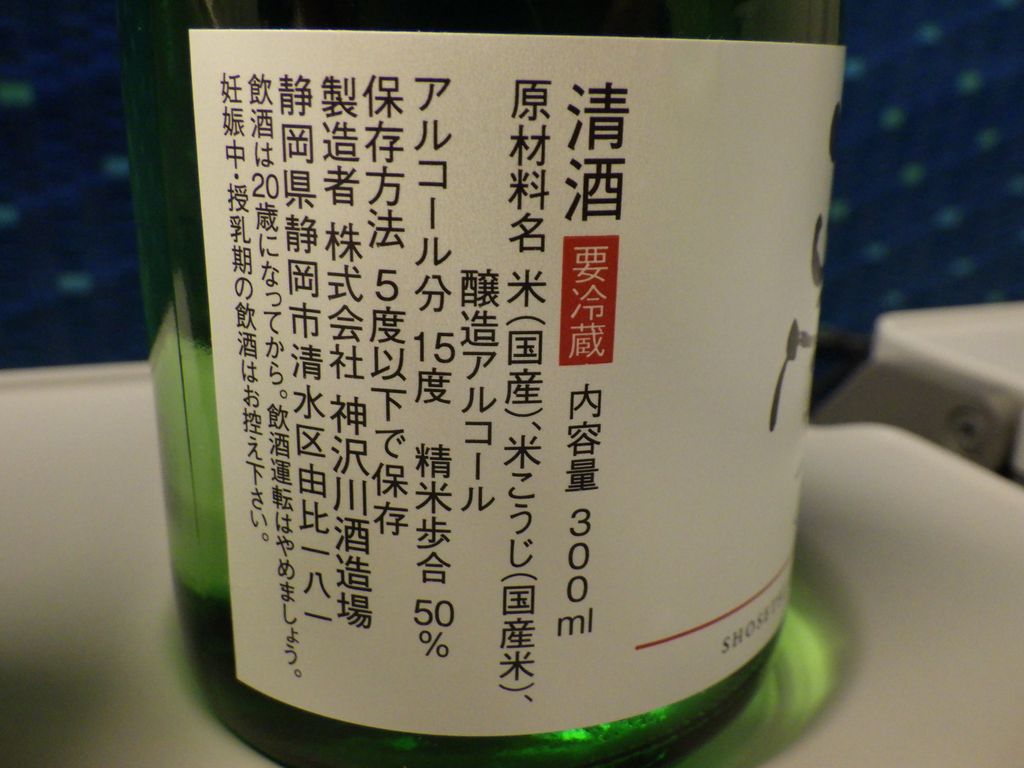 清酒 要冷蔵 内容量 300ml
原材料名 米(国産)、米こうじ(国産米)、
醸造アルコール
アルコール分 15度 精米歩合 50%
保存方法 5度以下で保存
製造者 株式会社 神沢川酒造場
静岡県静岡市清水区由比一八一
飲酒は20歳になってから。飲酒運転はやめましょう。
妊娠中・授乳期の飲酒はお控え下さい。